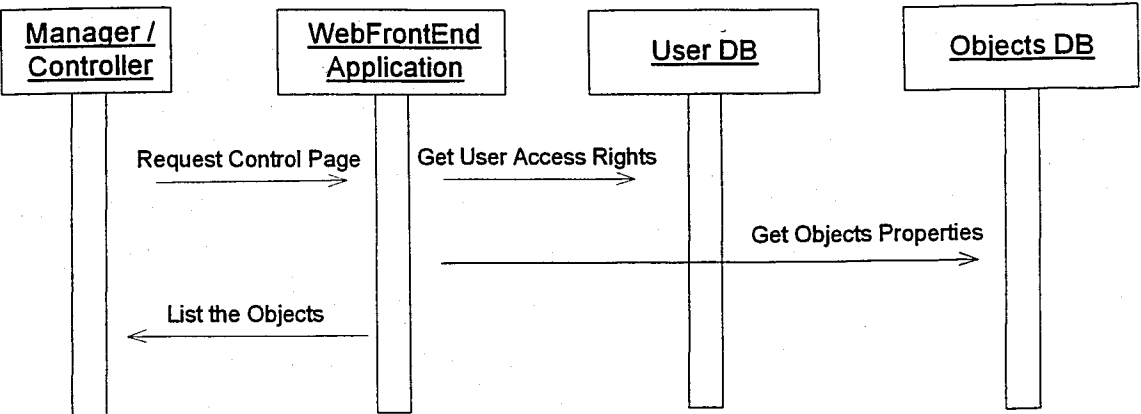 Manager /
Controller
WebFrontEnd
Application
User DB
Objects DB
Request Control Page
Get User Access Rights
Get Objects Properties
List the Objects